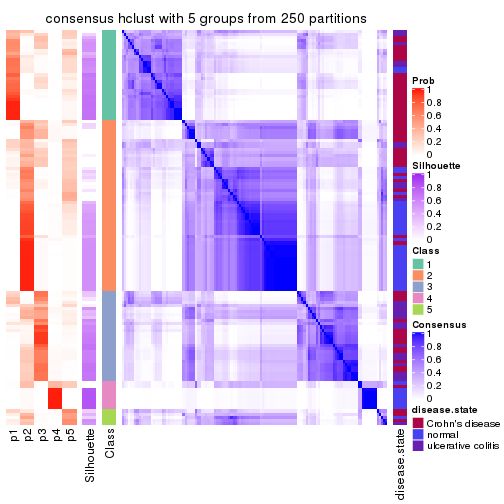 consensus hclust with 5 groups from 250 partitions
Prob
1
0.8
0.6
0.4
0.2
0
Silhouette
1
0.8
0.6
0.4
0.2
0
Class
1
2
3
4
5
Consensus
1
0.8
0.6
0.4
0.2
0
disease.state
Crohn's disease
normal
ulcerative colitis
p1
p2
p3
p4
p5
Silhouette
Class
disease.state